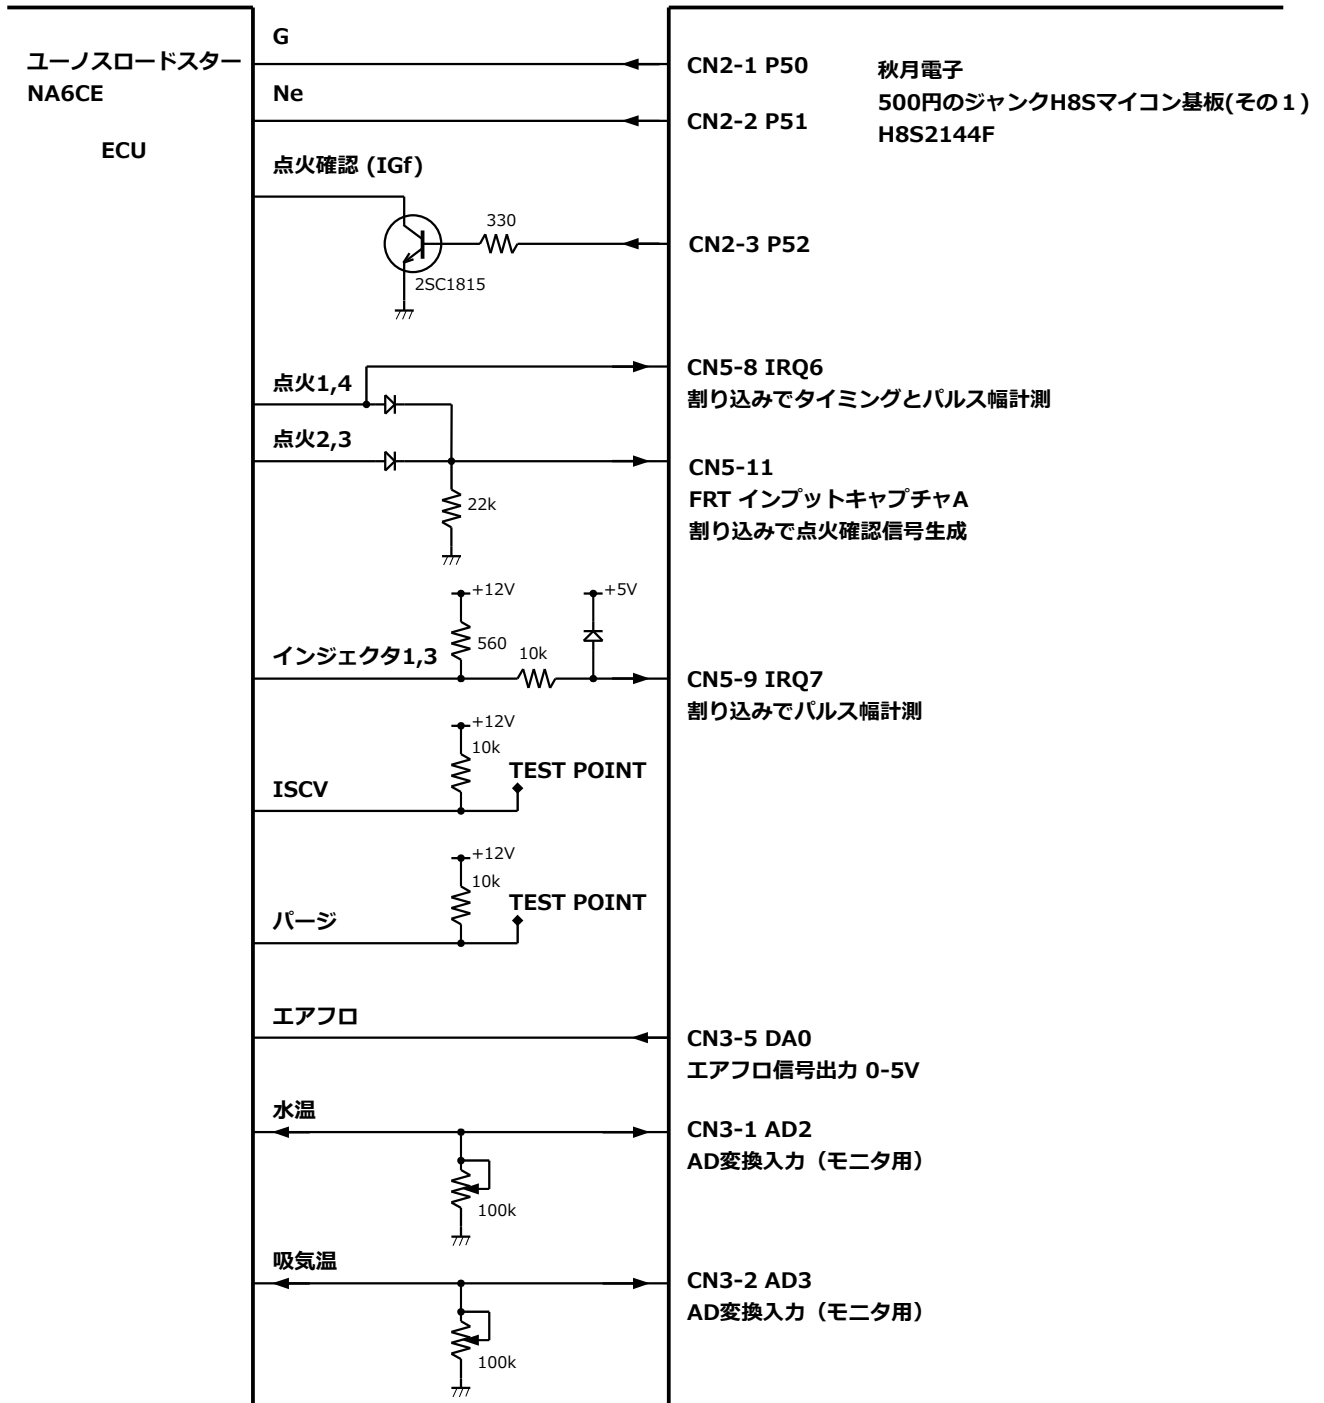 ユーノスロードスター
NA6CE
ECU
G
CN2-1 P50
秋月電子
500円のジャンクH8Sマイコン基板(その１)
H8S2144F
Ne
CN2-2 P51
点火確認 (IGf)
330
CN2-3 P52
2SC1815
点火1,4
CN5-8 IRQ6
割り込みでタイミングとパルス幅計測
点火2,3
CN5-11
FRT インプットキャプチャA
割り込みで点火確認信号生成
22k
+12V
+5V
560
10k
インジェクタ1,3
CN5-9 IRQ7
割り込みでパルス幅計測
+12V
10k
TEST POINT
ISCV
+12V
10k
TEST POINT
パージ
エアフロ
CN3-5 DA0
エアフロ信号出力 0-5V
水温
CN3-1 AD2
AD変換入力（モニタ用）
100k
吸気温
CN3-2 AD3
AD変換入力（モニタ用）
100k